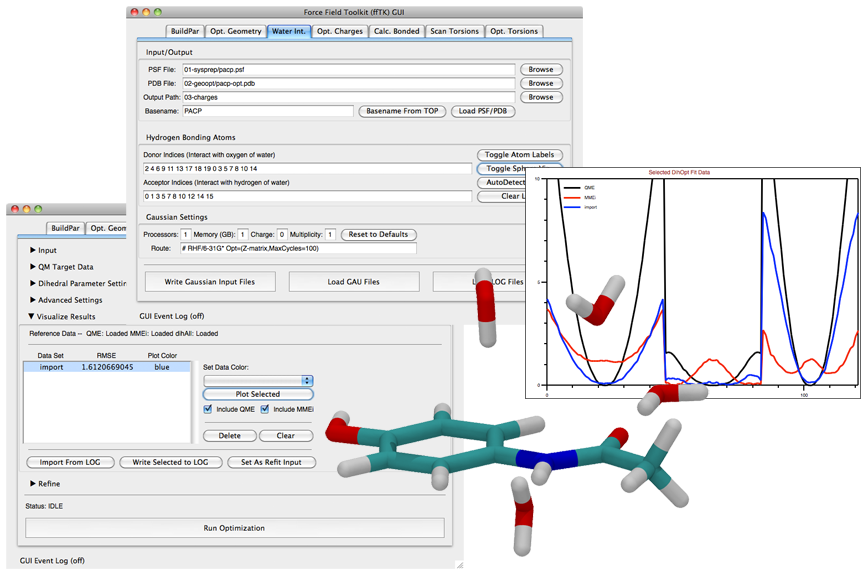 Force Field Toolkit (ffTK) GUI
BuildPar Opt. Geometry Water Int. Opt. Charges Calc. Bonded Scan Torsions Opt. Torsions
Input/Output
PSF File: 01-sysprep/pacp.psf Browse
PDB File: 02-geoopt/pacp-opt.pdb Browse
Output Path: 03-charges Browse
Basename: PACP Basename From TOP Load PSF/PDB
Hydrogen Bonding Atoms
Donor Indices (Interact with oxygen of water) Toggle Atom Labels
2 4 6 9 11 13 17 18 19 0 3 5 7 8 10 14 Toggle Sph
Acceptor Indices (Interact with hydrogen of water) AutoDetect
0 1 3 5 7 8 10 12 14 15 Clear L
Gaussian Settings
Processors: 1 Memory (GB): 1 Charge: 0 Multiplicity: 1 Reset to Defaults
Route: # RHF/6-31G* Opt=(Z-matrix,MaxCycles=100)
Write Gaussian Input Files Load GAU Files LOG Files
GUI Event Log (off)
Selected DihOpt Fit Data
10
QME
MME
import
5
0
0 100
BuildPar Opt. Geom
Input
QM Target Data
Dihedral Parameter Settin
Advanced Settings
Visualize Results
Reference Data -- QME: Loaded MMEi: Loaded dihAll: Loaded
Data Set RMSE Plot Color
import 1.6120669045 blue
Set Data Color:
Plot Selected
Include QME Include MMEi
Delete Clear
Import From LOG Write Selected to LOG Set As Refit Input
Refine
Status: IDLE
Run Optimization
GUI Event Log (off)